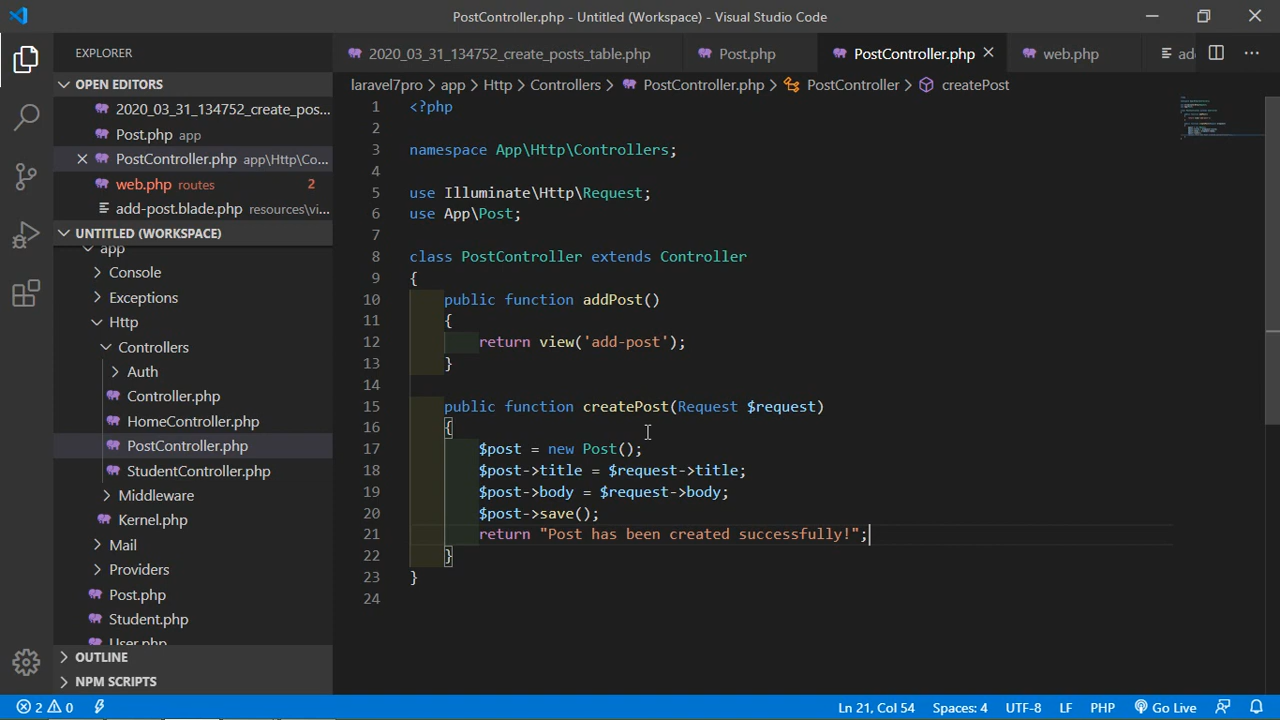 PostController.php - Untitled (Workspace) - Visual Studio Code
EXPLORER
OPEN EDITORS
2020_03_31_134752_create_pos...
Post.php app
PostController.php app\Http\Co...
web.php routes 2
add-post.blade.php resources\vi...
UNTITLED (WORKSPACE)
app
Console
Exceptions
Http
Controllers
Auth
Controller.php
HomeController.php
PostController.php
StudentController.php
Middleware
Kernel.php
Mail
Providers
Post.php
Student.php
User.php
OUTLINE
NPM SCRIPTS
2020_03_31_134752_create_posts_table.php Post.php PostController.php web.php ad
laravel7pro > app > Http > Controllers > PostController.php > PostController > createPost
1 <?php
2
3 namespace App\Http\Controllers;
4
5 use Illuminate\Http\Request;
6 use App\Post;
7
8 class PostController extends Controller
9 {
10 public function addPost()
11 {
12 return view('add-post');
13 }
14
15 public function createPost(Request $request)
16 {
17 $post = new Post();
18 $post->title = $request->title;
19 $post->body = $request->body;
20 $post->save();
21 return "Post has been created successfully!";
22 }
23 }
24
2 0 Ln 21, Col 54 Spaces: 4 UTF-8 LF PHP Go Live